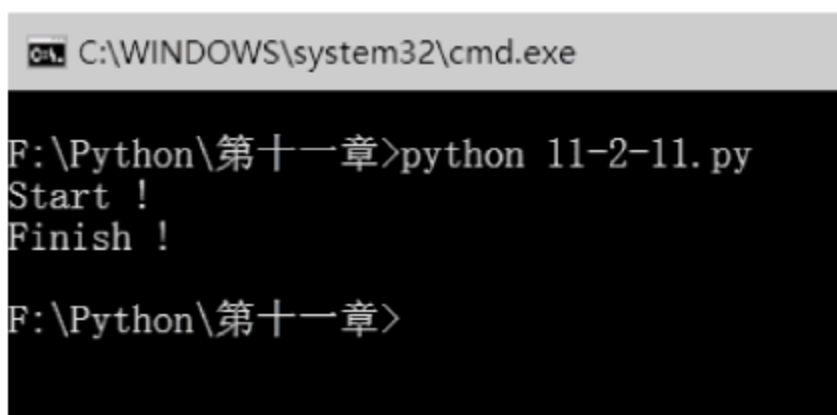 C:\WINDOWS\system32\cmd.exe
F:\Python\第十一章>python 11-2-11.py
Start !
Finish !
F:\Python\第十一章>